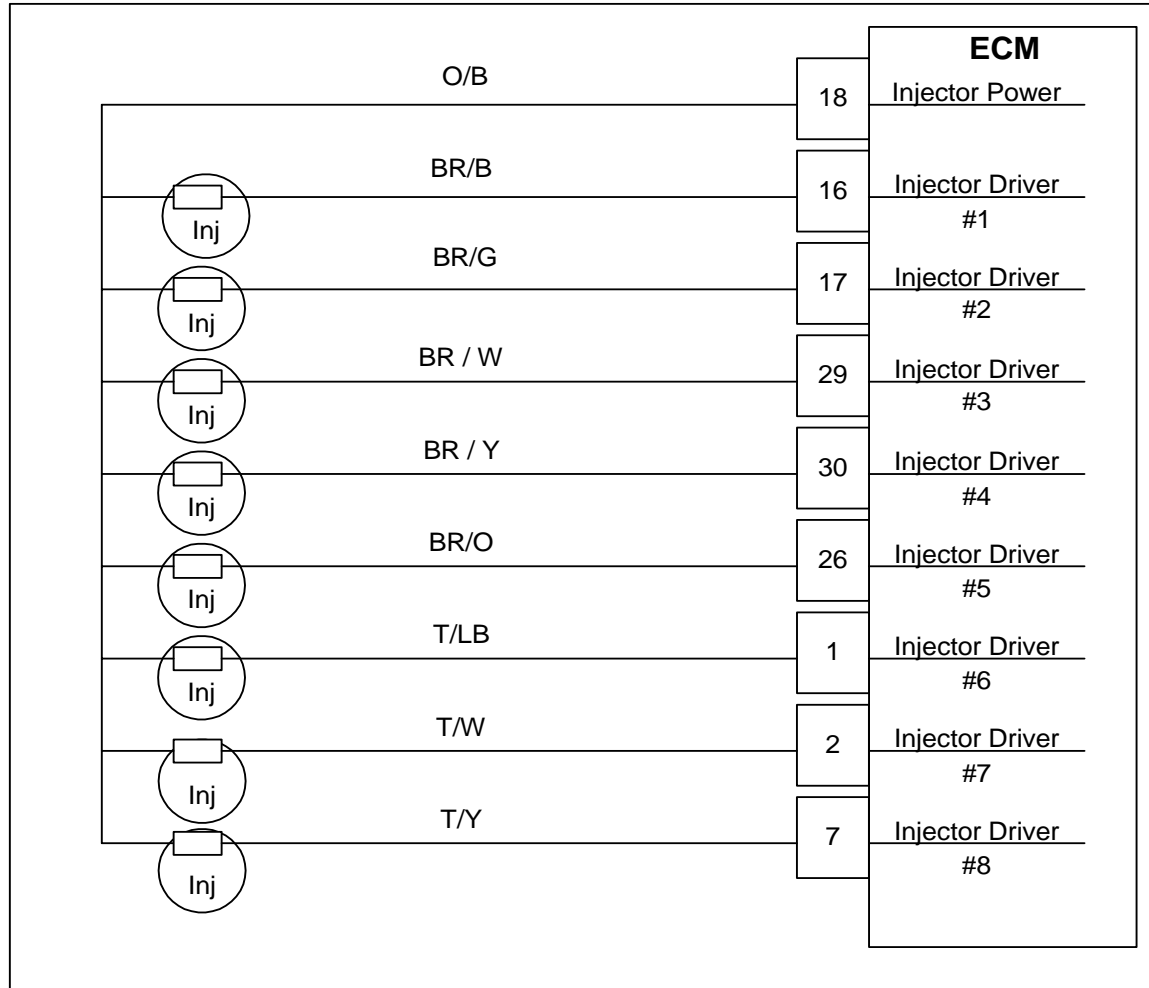 ECM
O/B
18
Injector Power
BR/B
16
Injector Driver
#1
Inj
BR/G
17
Injector Driver
#2
Inj
BR / W
29
Injector Driver
#3
Inj
BR / Y
30
Injector Driver
#4
Inj
BR/O
26
Injector Driver
#5
Inj
T/LB
1
Injector Driver
#6
Inj
T/W
2
Injector Driver
#7
Inj
T/Y
7
Injector Driver
#8
Inj